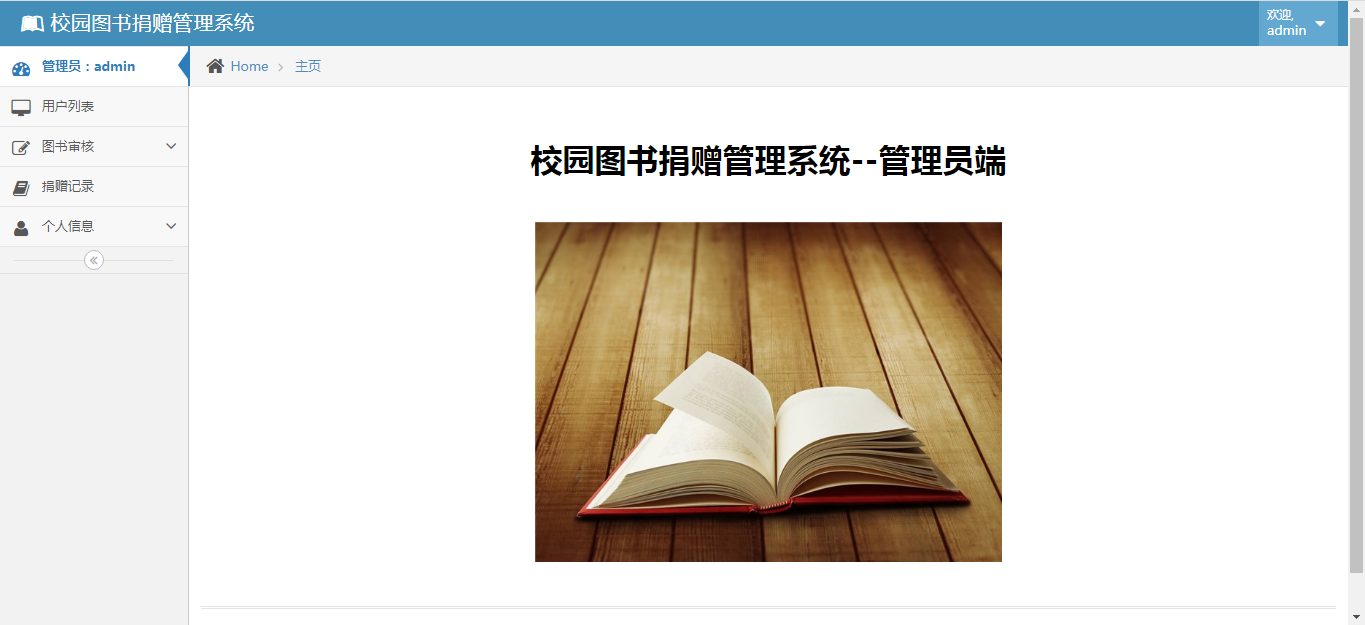 校园图书捐赠管理系统
欢迎,
admin
管理员：admin
Home
主页
用户列表
图书审核
捐赠记录
个人信息
校园图书捐赠管理系统--管理员端